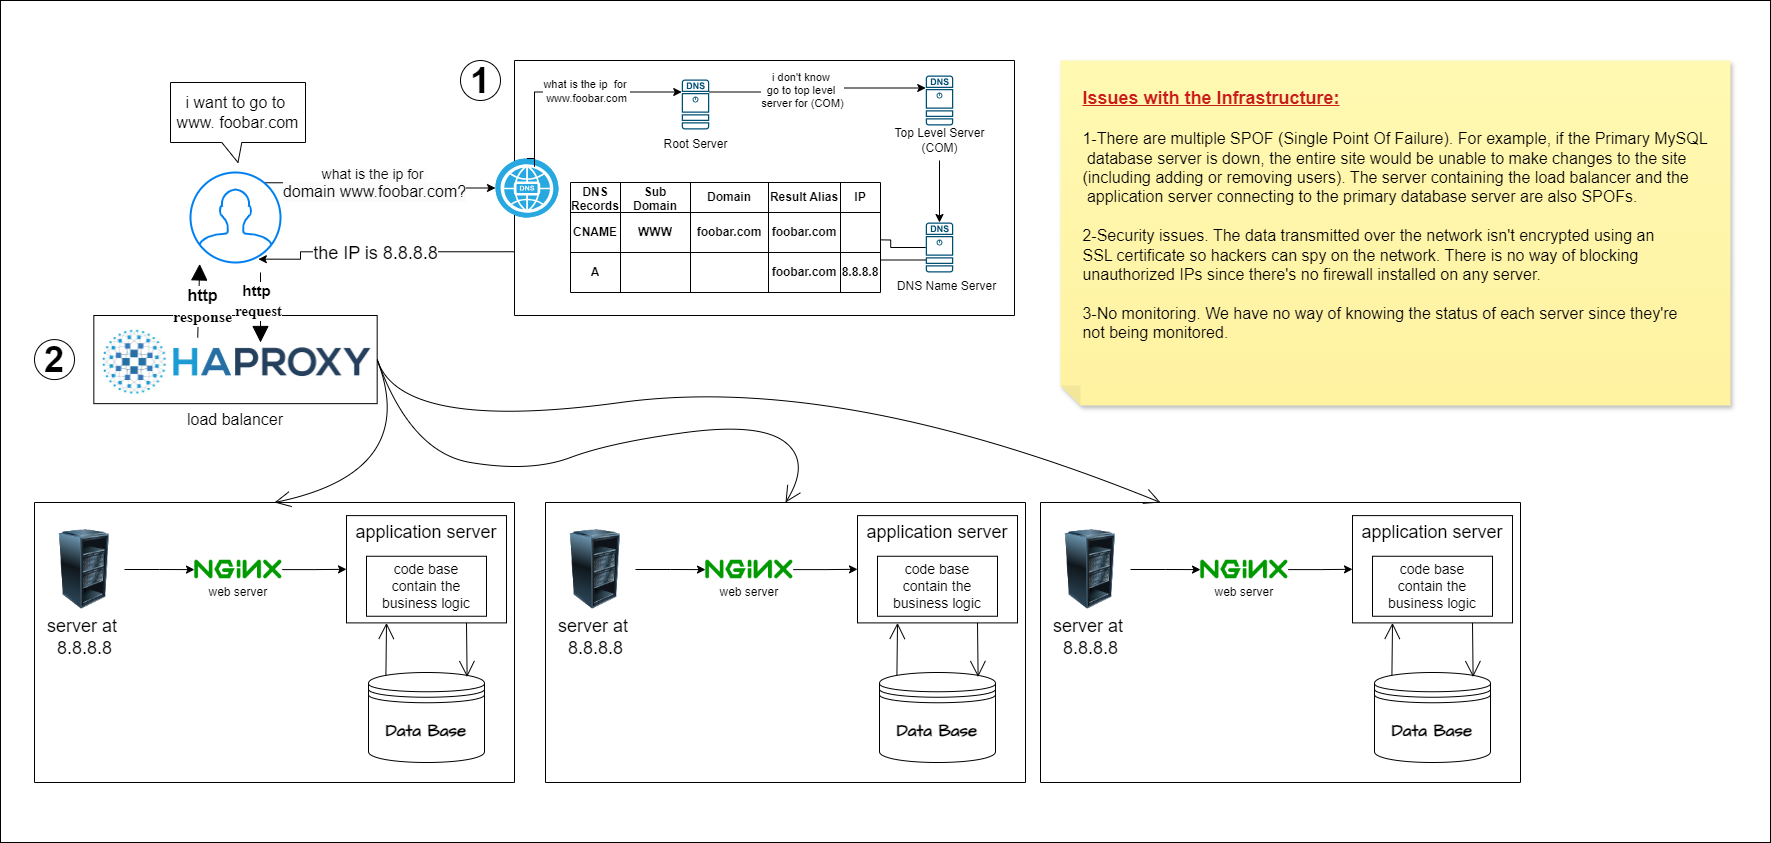 1
i want to go to
www. foobar.com
what is the ip for
domain www.foobar.com?
the IP is 8.8.8.8
what is the ip  for
www.foobar.com
DNS
Root Server
i don't know
go to top level
server for (COM)
DNS
Top Level Server
(COM)
DNS
DNS Records | Sub Domain | Domain | Result Alias | IP
CNAME | WWW | foobar.com | foobar.com
A | foobar.com | 8.8.8.8
DNS
DNS Name Server
http
response
http
request
2
HAPROXY
load balancer
Issues with the Infrastructure:
1-There are multiple SPOF (Single Point Of Failure). For example, if the Primary MySQL
database server is down, the entire site would be unable to make changes to the site
(including adding or removing users). The server containing the load balancer and the
application server connecting to the primary database server are also SPOFs.
2-Security issues. The data transmitted over the network isn't encrypted using an
SSL certificate so hackers can spy on the network. There is no way of blocking
unauthorized IPs since there's no firewall installed on any server.
3-No monitoring. We have no way of knowing the status of each server since they're
not being monitored.
server at
8.8.8.8
NGINX
web server
application server
code base
contain the
business logic
Data Base
server at
8.8.8.8
NGINX
web server
application server
code base
contain the
business logic
Data Base
server at
8.8.8.8
NGINX
web server
application server
code base
contain the
business logic
Data Base